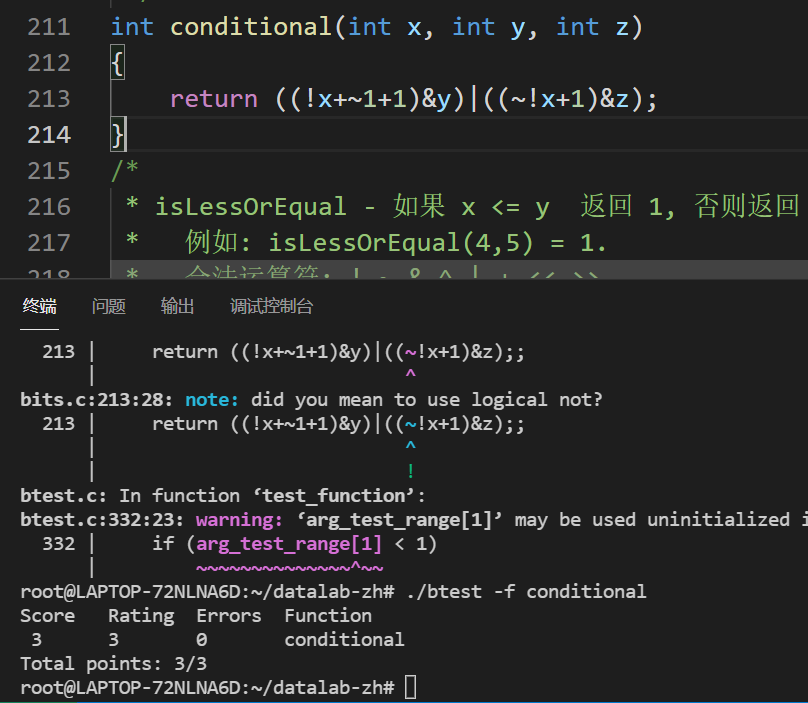 211 int conditional(int x, int y, int z)
212 {
213     return ((!x+~1+1)&y)|((~!x+1)&z);
214 }
215 /*
216  * isLessOrEqual - 如果 x <= y  返回 1, 否则返回
217  *   例如: isLessOrEqual(4,5) = 1.
218  *   合法运算符: ! ~ & ^ | + << >>
终端 问题 输出 调试控制台
213 |     return ((!x+~1+1)&y)|((~!x+1)&z);;
|                            ^
bits.c:213:28: note: did you mean to use logical not?
213 |     return ((!x+~1+1)&y)|((~!x+1)&z);;
|                            ^
|                            !
btest.c: In function ‘test_function’:
btest.c:332:23: warning: ‘arg_test_range[1]’ may be used uninitialized i
332 |     if (arg_test_range[1] < 1)
|         ~~~~~~~~~~~~~~^~~
root@LAPTOP-72NLNA6D:~/datalab-zh# ./btest -f conditional
Score   Rating  Errors  Function
3      3       0       conditional
Total points: 3/3
root@LAPTOP-72NLNA6D:~/datalab-zh#